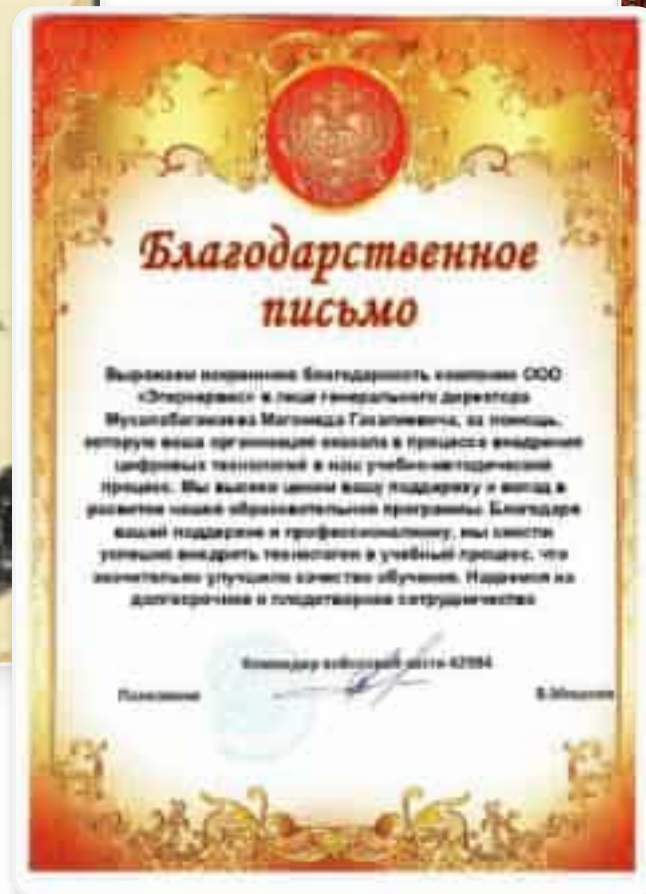 Благодарственное
письмо
Выражаем искреннюю благодарность компании ООО
в лице генерального директора
Магомеда за помощь,
которую ваша организация оказала в процессе внедрения
цифровых технологий в наш учебно-методический
процесс. Мы высоко ценим вашу поддержку и вклад в
развитие нашей образовательной программы. Благодаря
вашей поддержке и профессионализму, мы смогли
успешно внедрить технологии в учебный процесс, что
значительно улучшило качество обучения. Надеемся на
долгосрочное и плодотворное сотрудничество
Командир войсковой части
Полковник